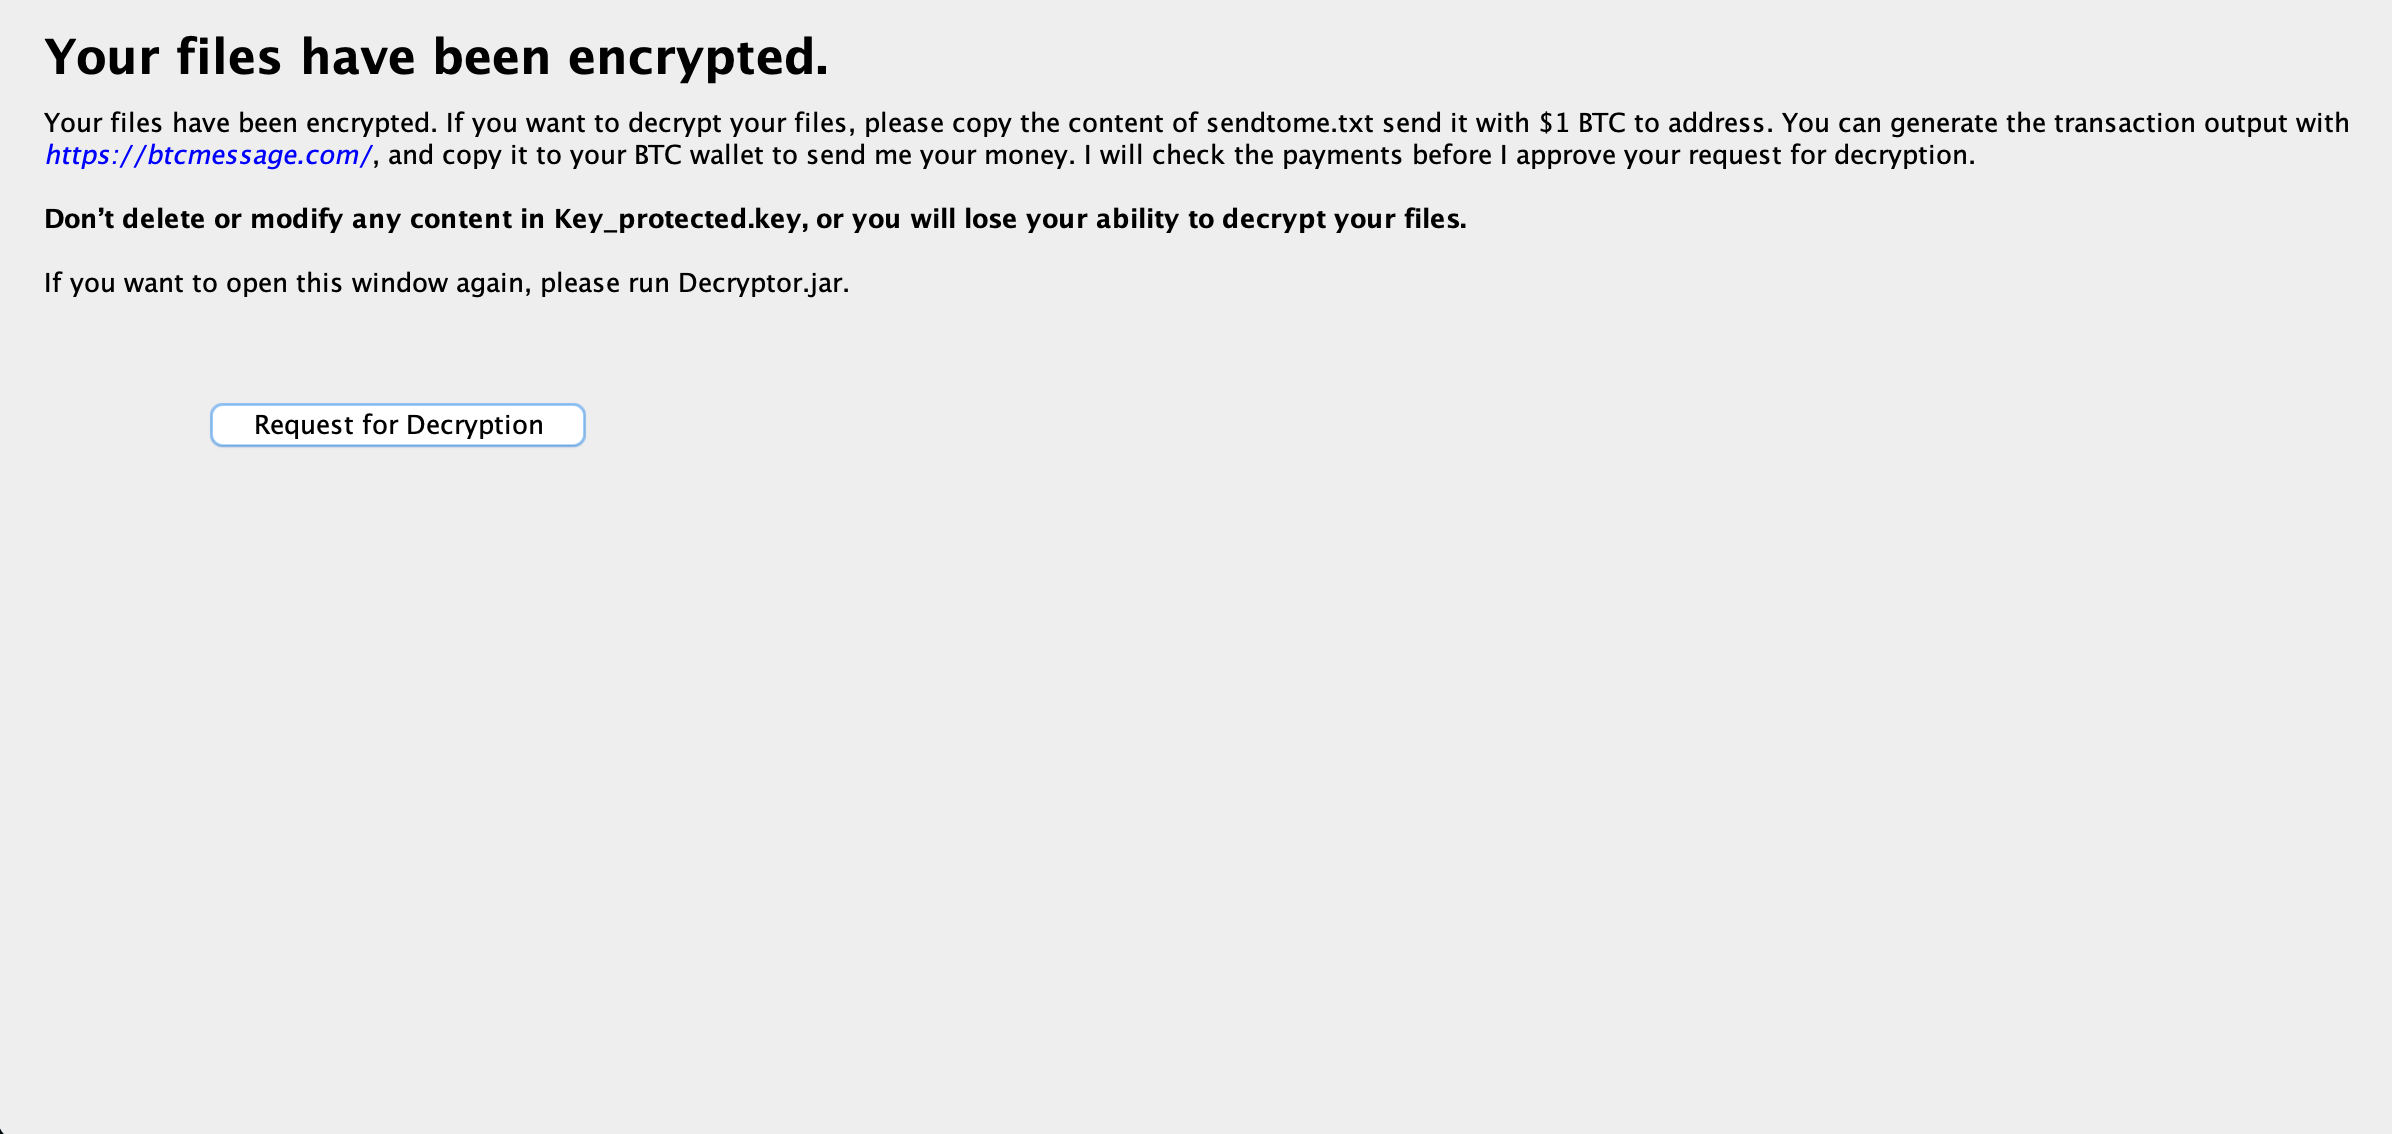 Your files have been encrypted.
Your files have been encrypted. If you want to decrypt your files, please copy the content of sendtome.txt send it with $1 BTC to address. You can generate the transaction output with
https://btcmessage.com/, and copy it to your BTC wallet to send me your money. I will check the payments before I approve your request for decryption.
Don’t delete or modify any content in Key_protected.key, or you will lose your ability to decrypt your files.
If you want to open this window again, please run Decryptor.jar.
Request for Decryption